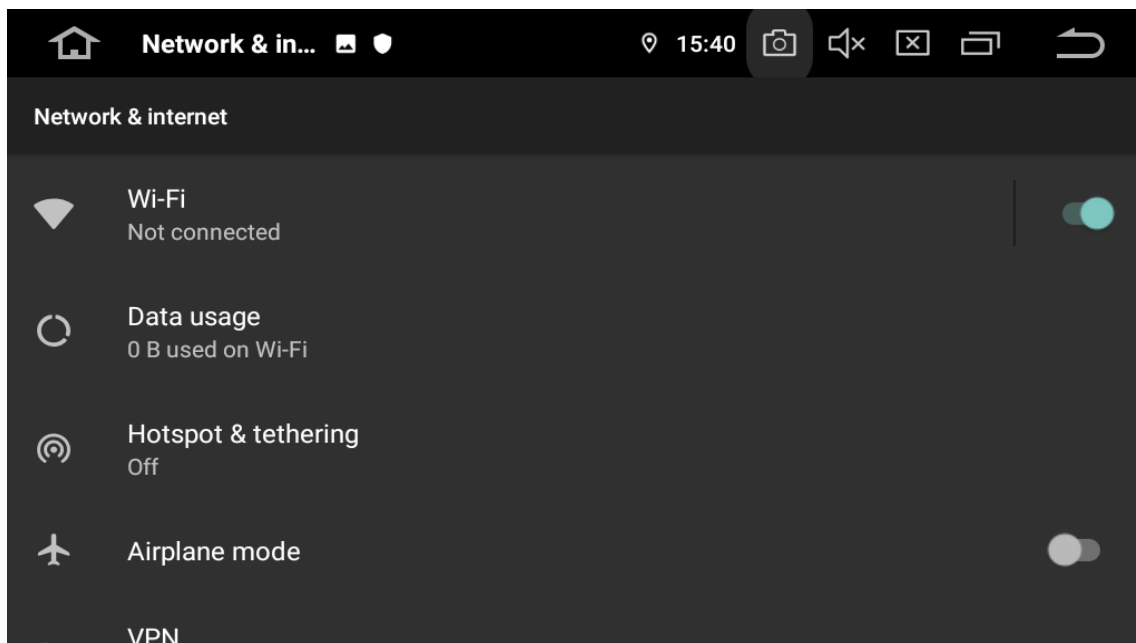 Network & in...
15:40
Network & internet
Wi-Fi
Not connected
Data usage
0 B used on Wi-Fi
Hotspot & tethering
Off
Airplane mode
VPN